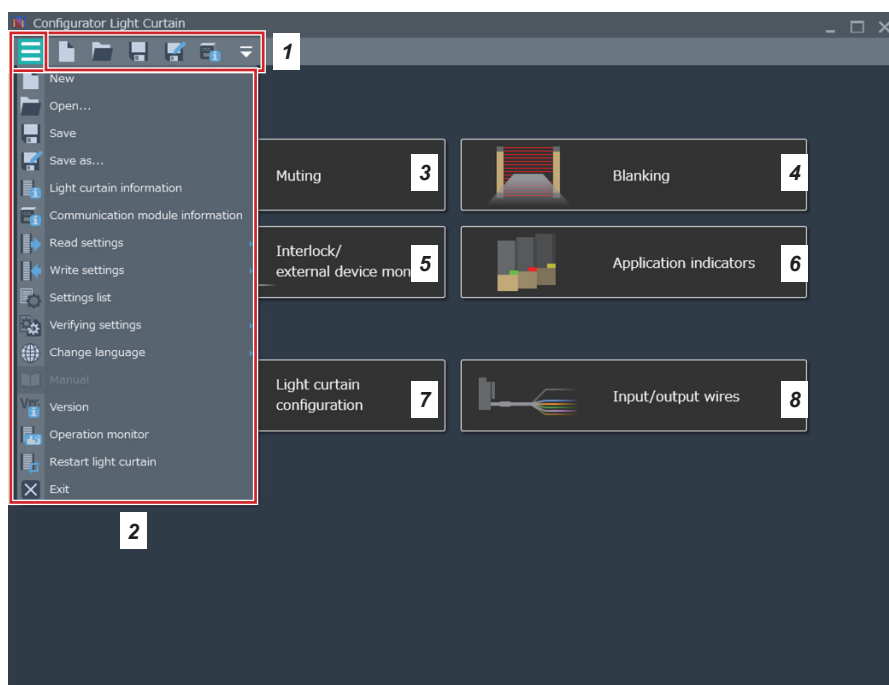 Configurator Light Curtain
1
New
Open...
Save
Save as...
Light curtain information
Communication module information
Read settings
Write settings
Settings list
Verifying settings
Change language
Manual
Ver.
Version
Operation monitor
Restart light curtain
Exit
2
Muting
3
Blanking
4
Interlock/
external device mon
5
Application indicators
6
Light curtain
configuration
7
Input/output wires
8